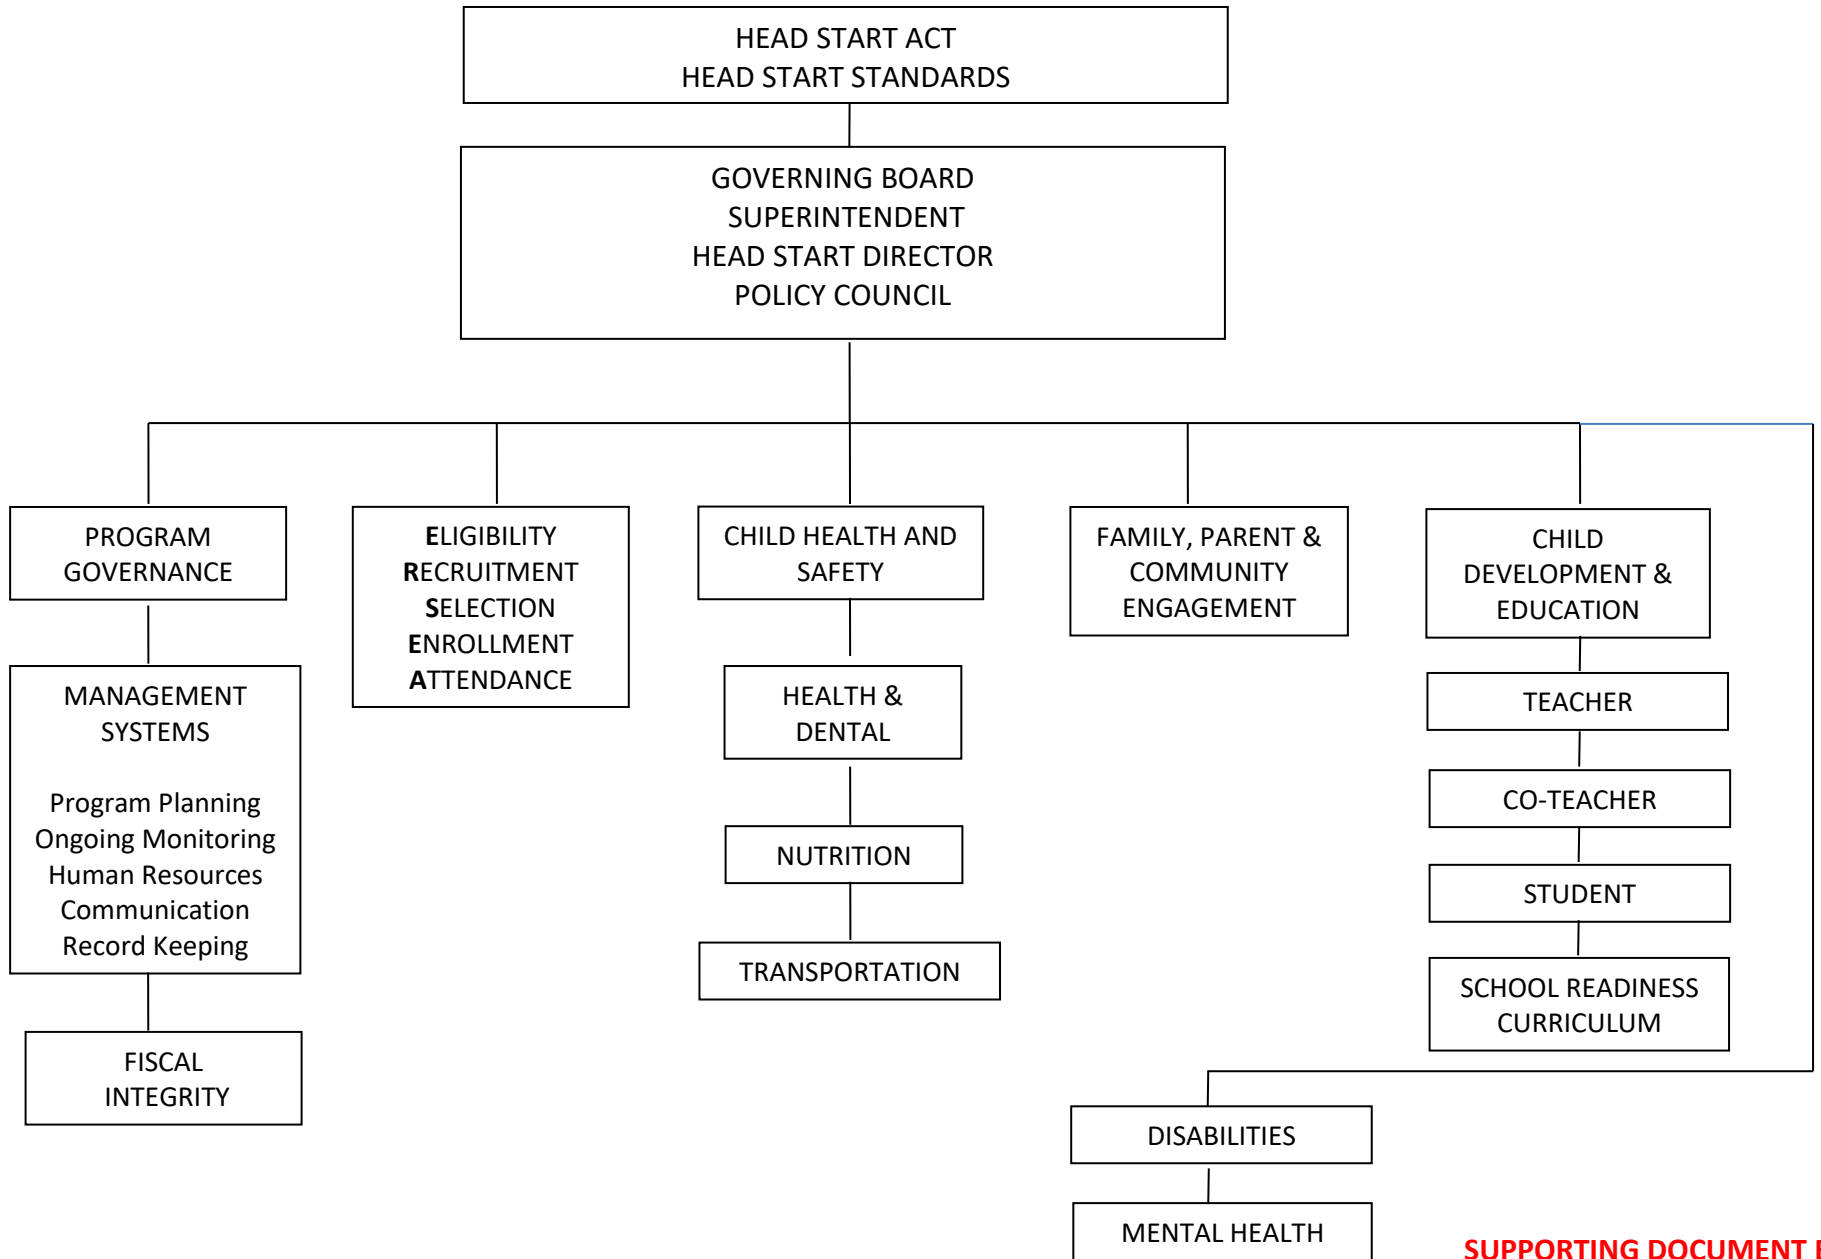 HEAD START ACT
HEAD START STANDARDS
GOVERNING BOARD
SUPERINTENDENT
HEAD START DIRECTOR
POLICY COUNCIL
PROGRAM
GOVERNANCE
MANAGEMENT
SYSTEMS
Program Planning
Ongoing Monitoring
Human Resources
Communication
Record Keeping
FISCAL
INTEGRITY
ELIGIBILITY
RECRUITMENT
SELECTION
ENROLLMENT
ATTENDANCE
CHILD HEALTH AND
SAFETY
HEALTH &
DENTAL
NUTRITION
TRANSPORTATION
FAMILY, PARENT &
COMMUNITY
ENGAGEMENT
CHILD
DEVELOPMENT &
EDUCATION
TEACHER
CO-TEACHER
STUDENT
SCHOOL READINESS
CURRICULUM
DISABILITIES
MENTAL HEALTH
SUPPORTING DOCUMENT